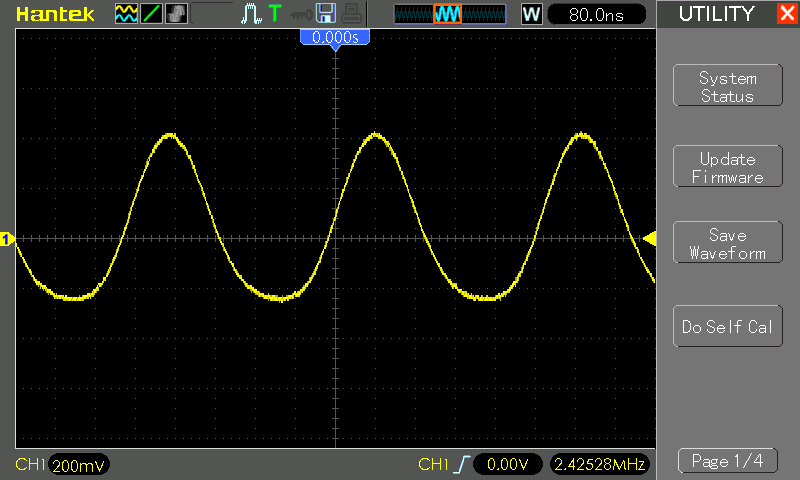 Hantek
T
W
80.0ns
UTILITY
X
0.000s
System
Status
Update
Firmware
Save
Waveform
Do Self Cal
1
CH1
200mV
CH1
0.00V
2.42528MHz
Page 1/4